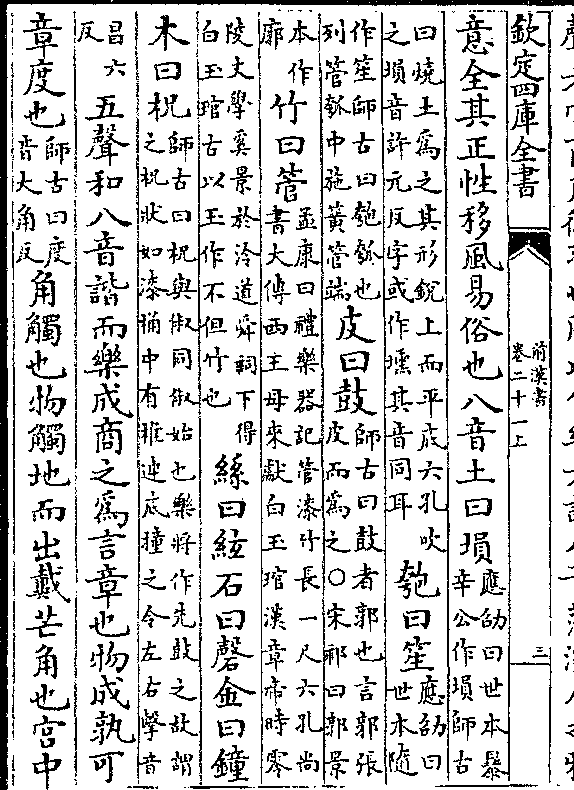 欽定四庫全書
前漢書
卷二十一上
三
意全其正性移風易俗也八音土曰塤應劭曰世本
辛公作塤師古
曰燒土爲之其形銳上而平底六孔吹
之塤音許元反字或作壎其音同耳匏曰笙應劭曰
世本隨
作笙師古曰匏瓠也
列管瓠中施簧管端皮曰鼓師古曰鼓者郭也言郭張
皮而爲之○宋祁曰郭景
本作
廓竹曰管孟康曰禮樂器記管漆竹長一尺六孔尚
書大傳西王母來獻白玉琯漢章帝時零
陵文學奚景於泠道舜祠下得
白玉琯古以玉作不但竹也絲曰絃石曰磬金曰鐘
木曰柷師古曰柷與俶同俶始也樂將作先鼓之故謂
之柷狀如漆桶中有椎連底撞之令左右擊音
昌六
反五聲和八音諧而樂成商之爲言章也物成孰可
章度也師古曰度
音大角反角觸也物觸地而出戴芒角也宮中